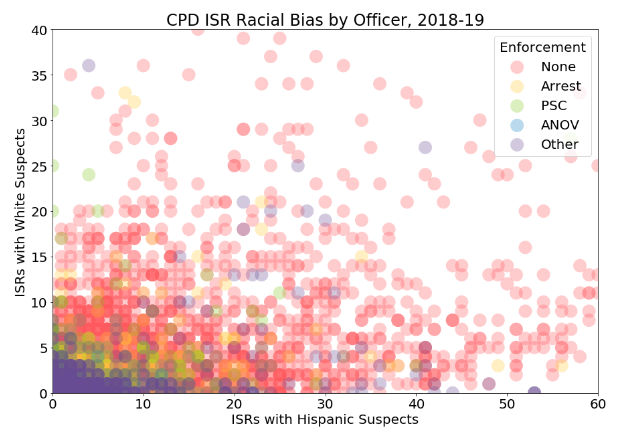 CPD ISR Racial Bias by Officer, 2018-19
Enforcement
None
Arrest
PSC
ANOV
Other
ISRs with White Suspects
40
35
30
25
20
15
10
5
0
0 10 20 30 40 50 60
ISRs with Hispanic Suspects